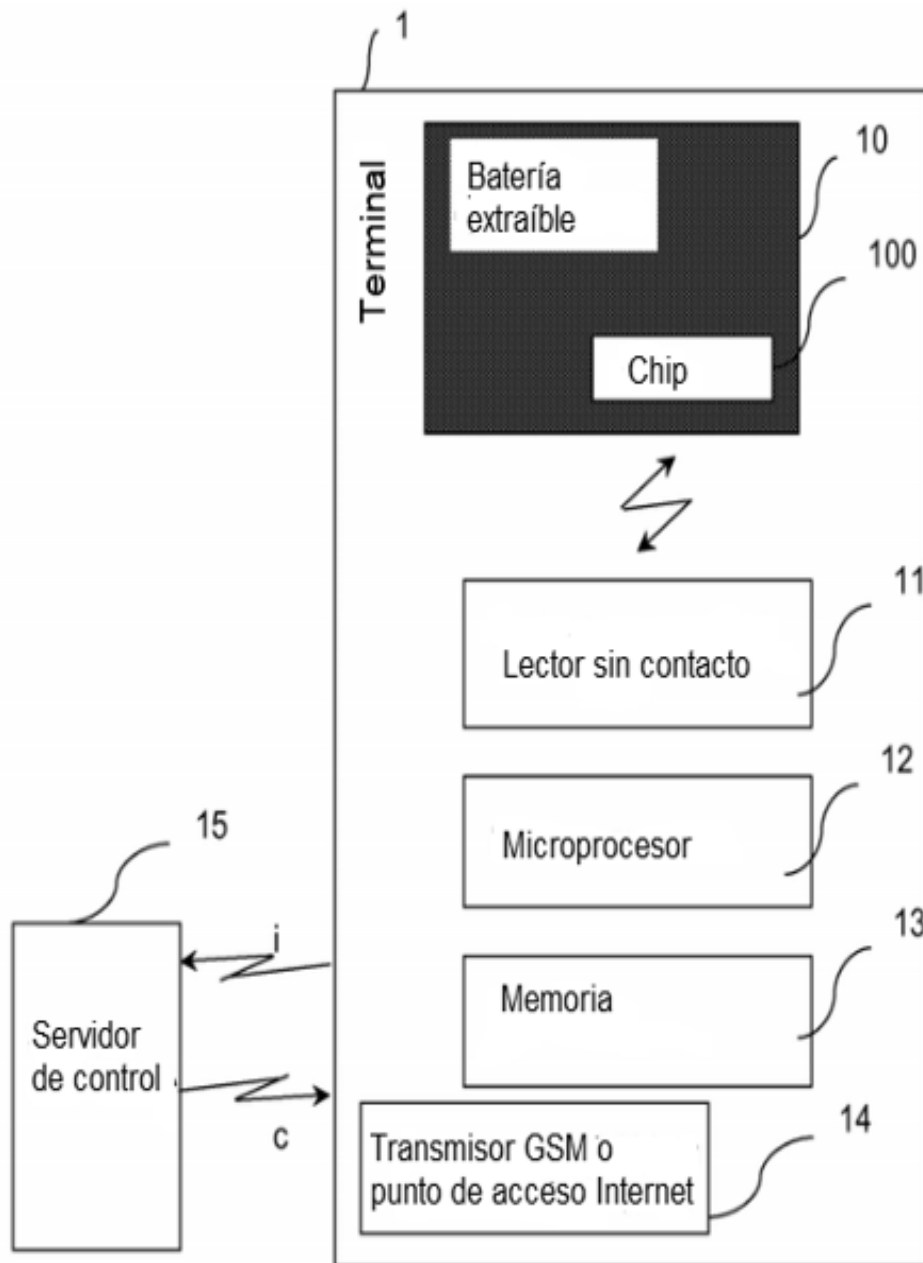 1
Terminal
10
Batería
extraíble
100
Chip
11
Lector sin contacto
12
Microprocesor
13
Memoria
15
i
Servidor
de control
c
14
Transmisor GSM o
punto de acceso Internet